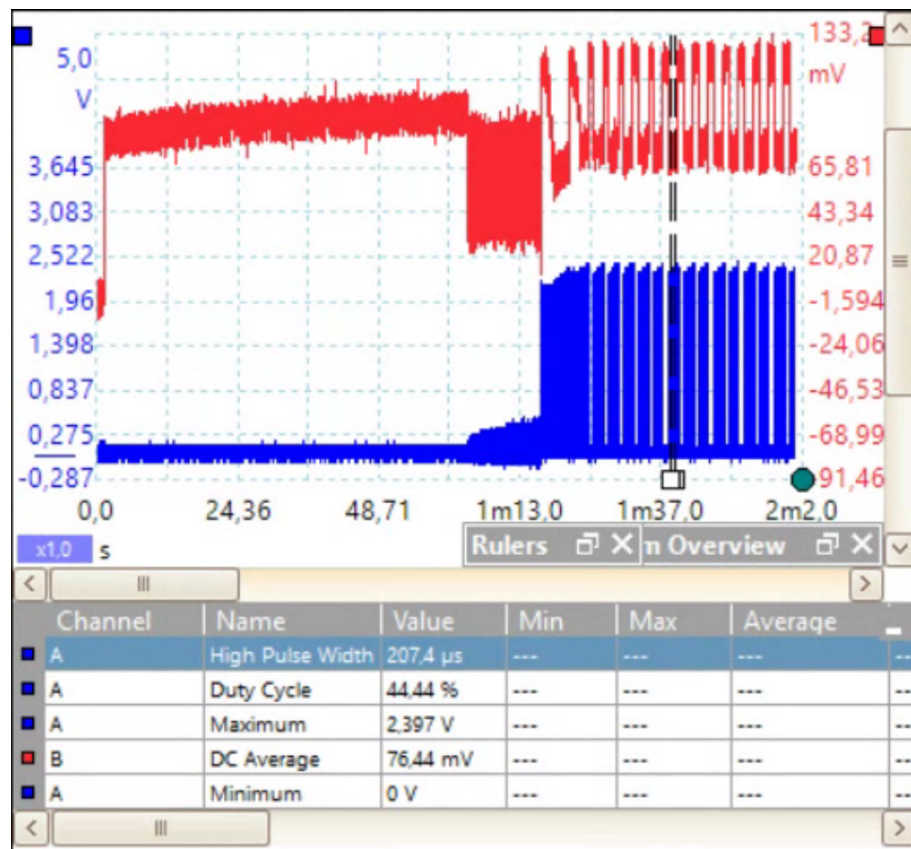 133,2
5,0
mV
V
3,645
65,81
3,083
43,34
2,522
20,87
1,96
-1,594
1,398
-24,06
0,837
-46,53
0,275
-68,99
-0,287
91,46
0,0 24,36 48,71 1m13,0 1m37,0 2m2,0
x1,0 s
Rulers
m Overview
Channel Name Value Min Max Average
A High Pulse Width 207,4 µs --- --- --- --
A Duty Cycle 44,44 % --- --- --- --
A Maximum 2,397 V --- --- --- --
B DC Average 76,44 mV --- --- --- --
A Minimum 0 V --- --- --- --